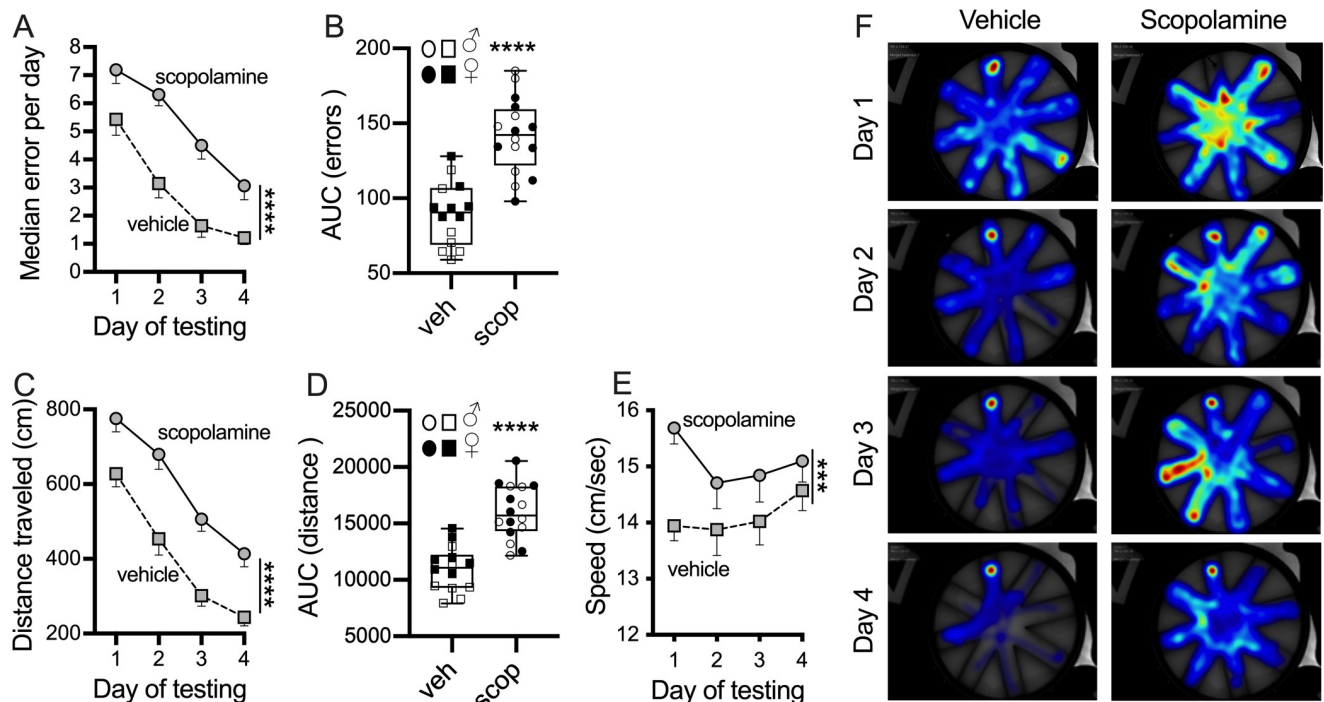 A
Median error per day
8
7
6
5
4
3
2
1
0
scopolamine
vehicle
****
1 2 3 4
Day of testing
B
AUC (errors)
200
150
100
50
♂
♀
****
veh
scop
C
Distance traveled (cm)
800
600
400
200
scopolamine
vehicle
****
1 2 3 4
Day of testing
D
AUC (distance )
25000
20000
15000
10000
5000
♂
♀
****
veh
scop
E
Speed (cm/sec)
16
15
14
13
12
scopolamine
vehicle
***
1 2 3 4
Day of testing
F
Vehicle Scopolamine
Day 1
Day 2
Day 3
Day 4